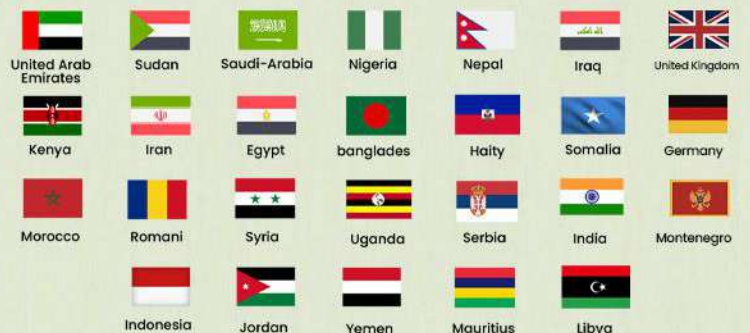 United Arab
Emirates
Sudan
Saudi-Arabia
Nigeria
Nepal
Iraq
United Kingdom
Kenya
Iran
Egypt
banglades
Haity
Somalia
Germany
Morocco
Romani
Syria
Uganda
Serbia
India
Montenegro
Indonesia
Jordan
Yemen
Mauritius
Libya